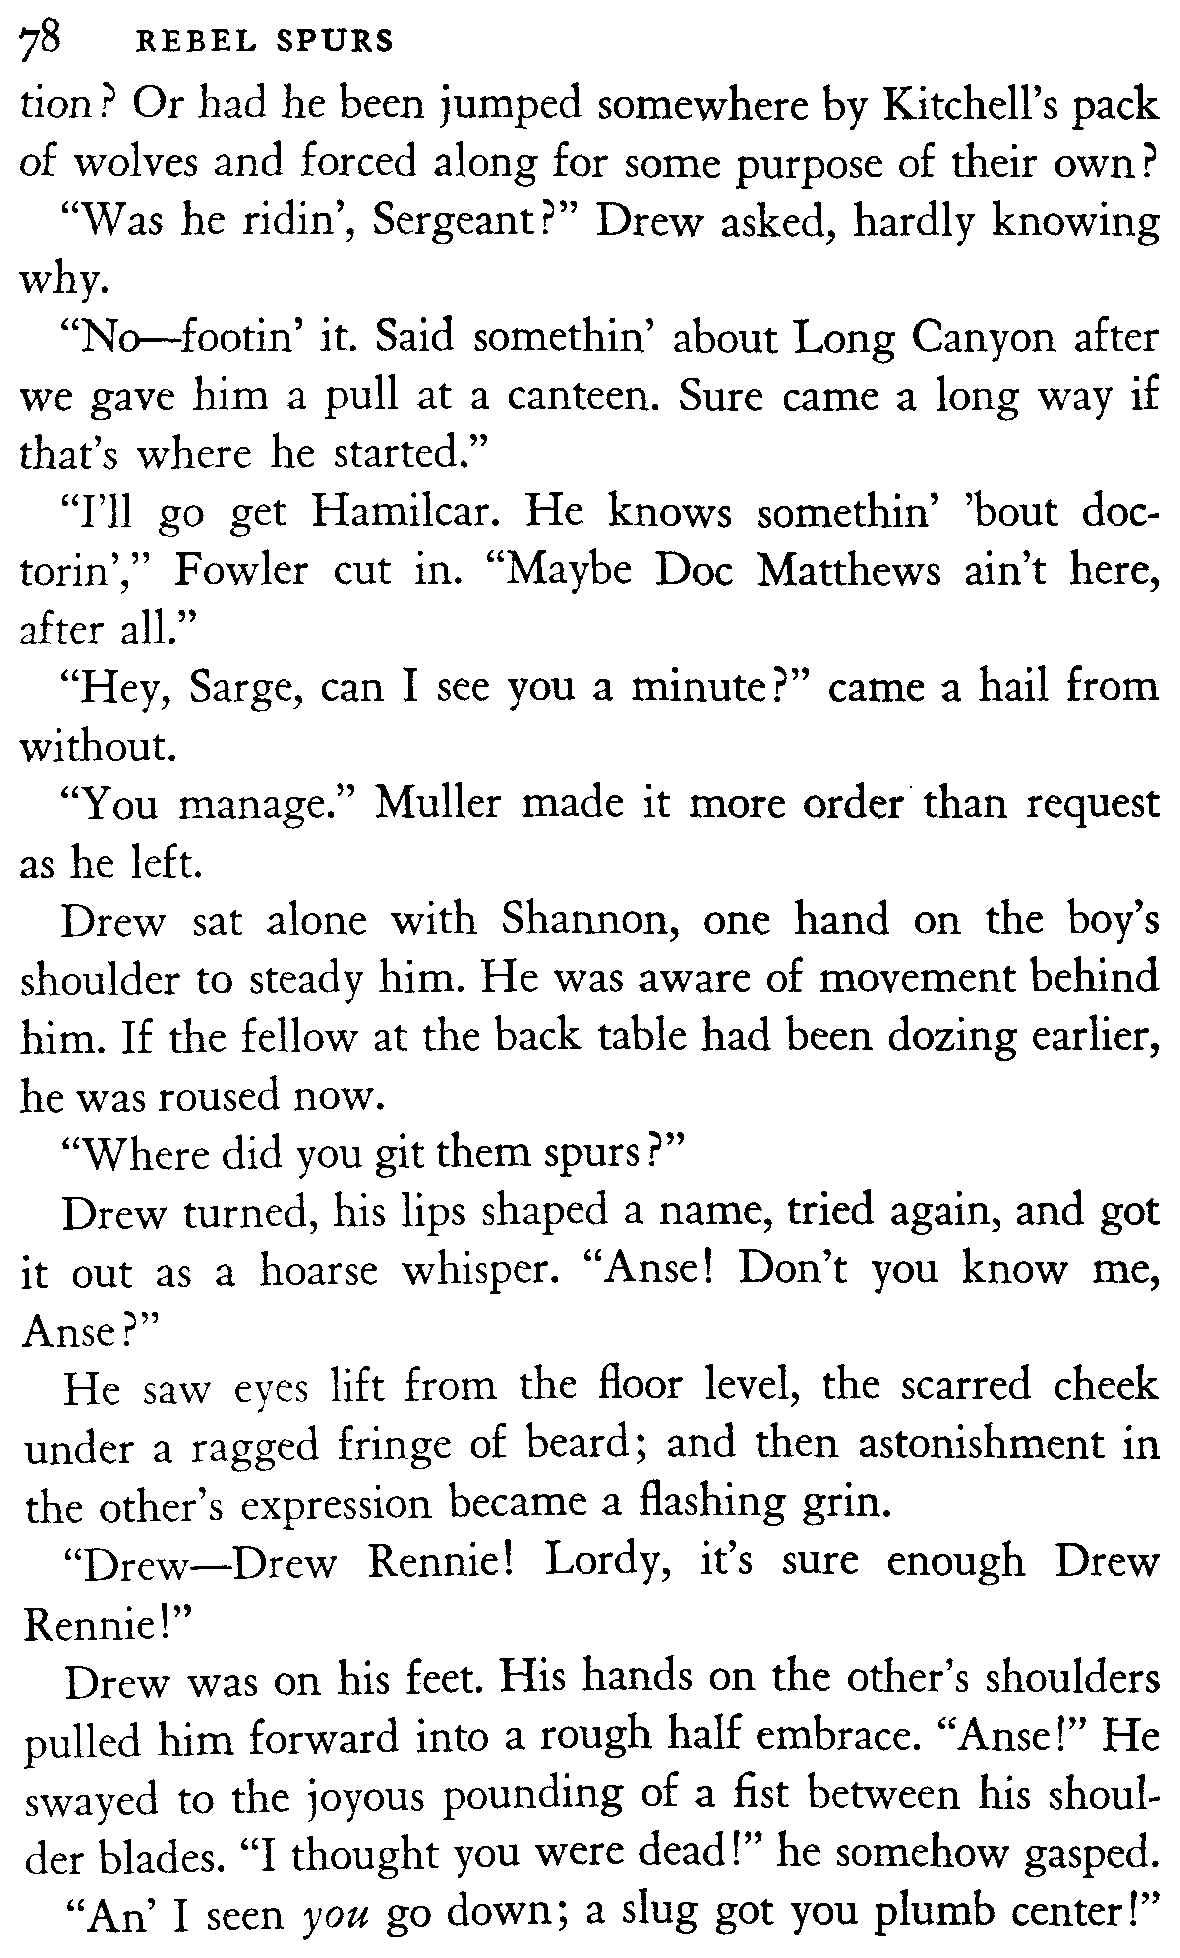 78 REBEL SPURS
tion? Or had he been jumped somewhere by Kitchell’s pack
of wolves and forced along for some purpose of their own?
“Was he ridin’, Sergeant?” Drew asked, hardly knowing
why.
“No—footin’ it. Said somethin’ about Long Canyon after
we gave him a pull at a canteen. Sure came a long way if
that’s where he started.”
“I’ll go get Hamilcar. He knows somethin’ ’bout doc-
torin’,” Fowler cut in. “Maybe Doc Matthews ain’t here,
after all.”
“Hey, Sarge, can I see you a minute?” came a hail from
without.
“You manage.” Muller made it more order than request
as he left.
Drew sat alone with Shannon, one hand on the boy’s
shoulder to steady him. He was aware of movement behind
him. If the fellow at the back table had been dozing earlier,
he was roused now.
“Where did you git them spurs?”
Drew turned, his lips shaped a name, tried again, and got
it out as a hoarse whisper. “Anse! Don’t you know me,
Anse?”
He saw eyes lift from the floor level, the scarred cheek
under a ragged fringe of beard; and then astonishment in
the other’s expression became a flashing grin.
“Drew—Drew Rennie! Lordy, it’s sure enough Drew
Rennie!”
Drew was on his feet. His hands on the other’s shoulders
pulled him forward into a rough half embrace. “Anse!” He
swayed to the joyous pounding of a fist between his shoul-
der blades. “I thought you were dead!” he somehow gasped.
“An’ I seen you go down; a slug got you plumb center!”